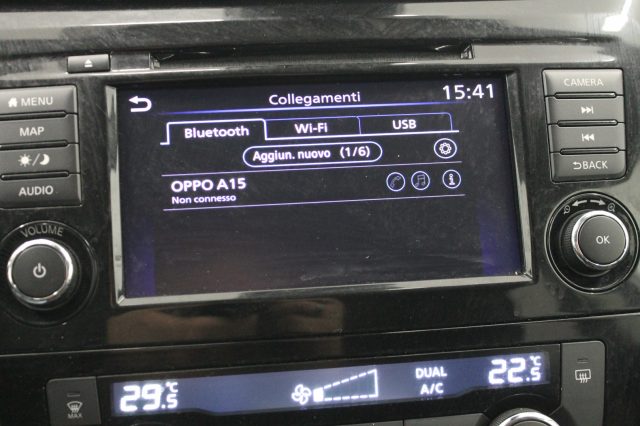 Collegamenti 15:41
Bluetooth Wi-Fi USB
Aggiun. nuovo (1/6)
OPPO A15
Non connesso
MENU
MAP
AUDIO
VOLUME
CAMERA
BACK
OK
29.5 °C
DUAL
A/C
22.5 °C
MAX